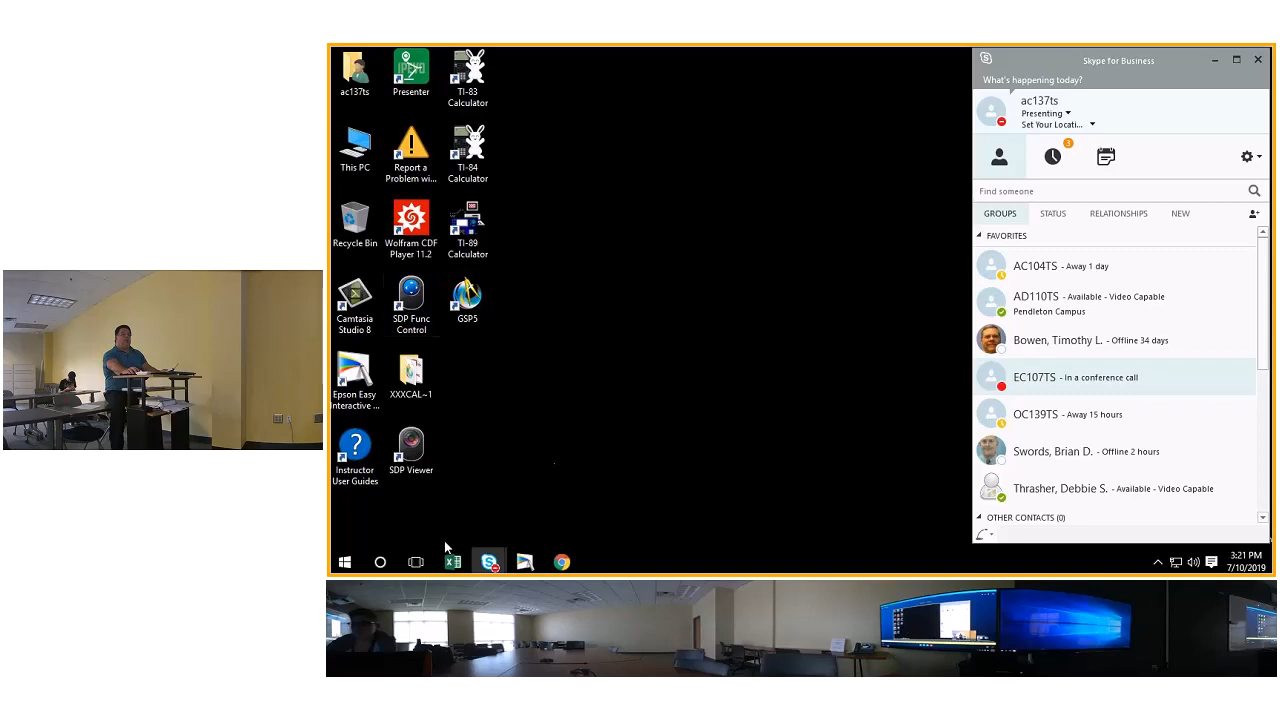 ac137ts
Presenter
TI-83
Calculator
This PC
Report a
Problem wi...
TI-84
Calculator
Recycle Bin
Wolfram CDF
Player 11.2
TI-89
Calculator
Camtasia
Studio 8
SDP Func
Control
GSP5
Epson Easy
Interactive ...
XXXCAL~1
Instructor
User Guides
SDP Viewer
Skype for Business
What's happening today?
ac137ts
Presenting
Set Your Locati...
3
Find someone
GROUPS
STATUS
RELATIONSHIPS
NEW
FAVORITES
AC104TS - Away 1 day
AD110TS - Available - Video Capable
Pendleton Campus
Bowen, Timothy L. - Offline 34 days
EC107TS - In a conference call
OC139TS - Away 15 hours
Swords, Brian D. - Offline 2 hours
Thrasher, Debbie S. - Available - Video Capable
OTHER CONTACTS (0)
3:21 PM
7/10/2019